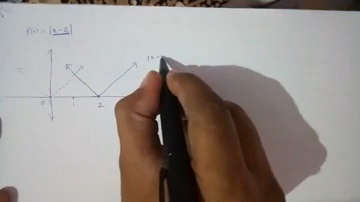 f(x) = |x - 2|
|x -
0 1 2